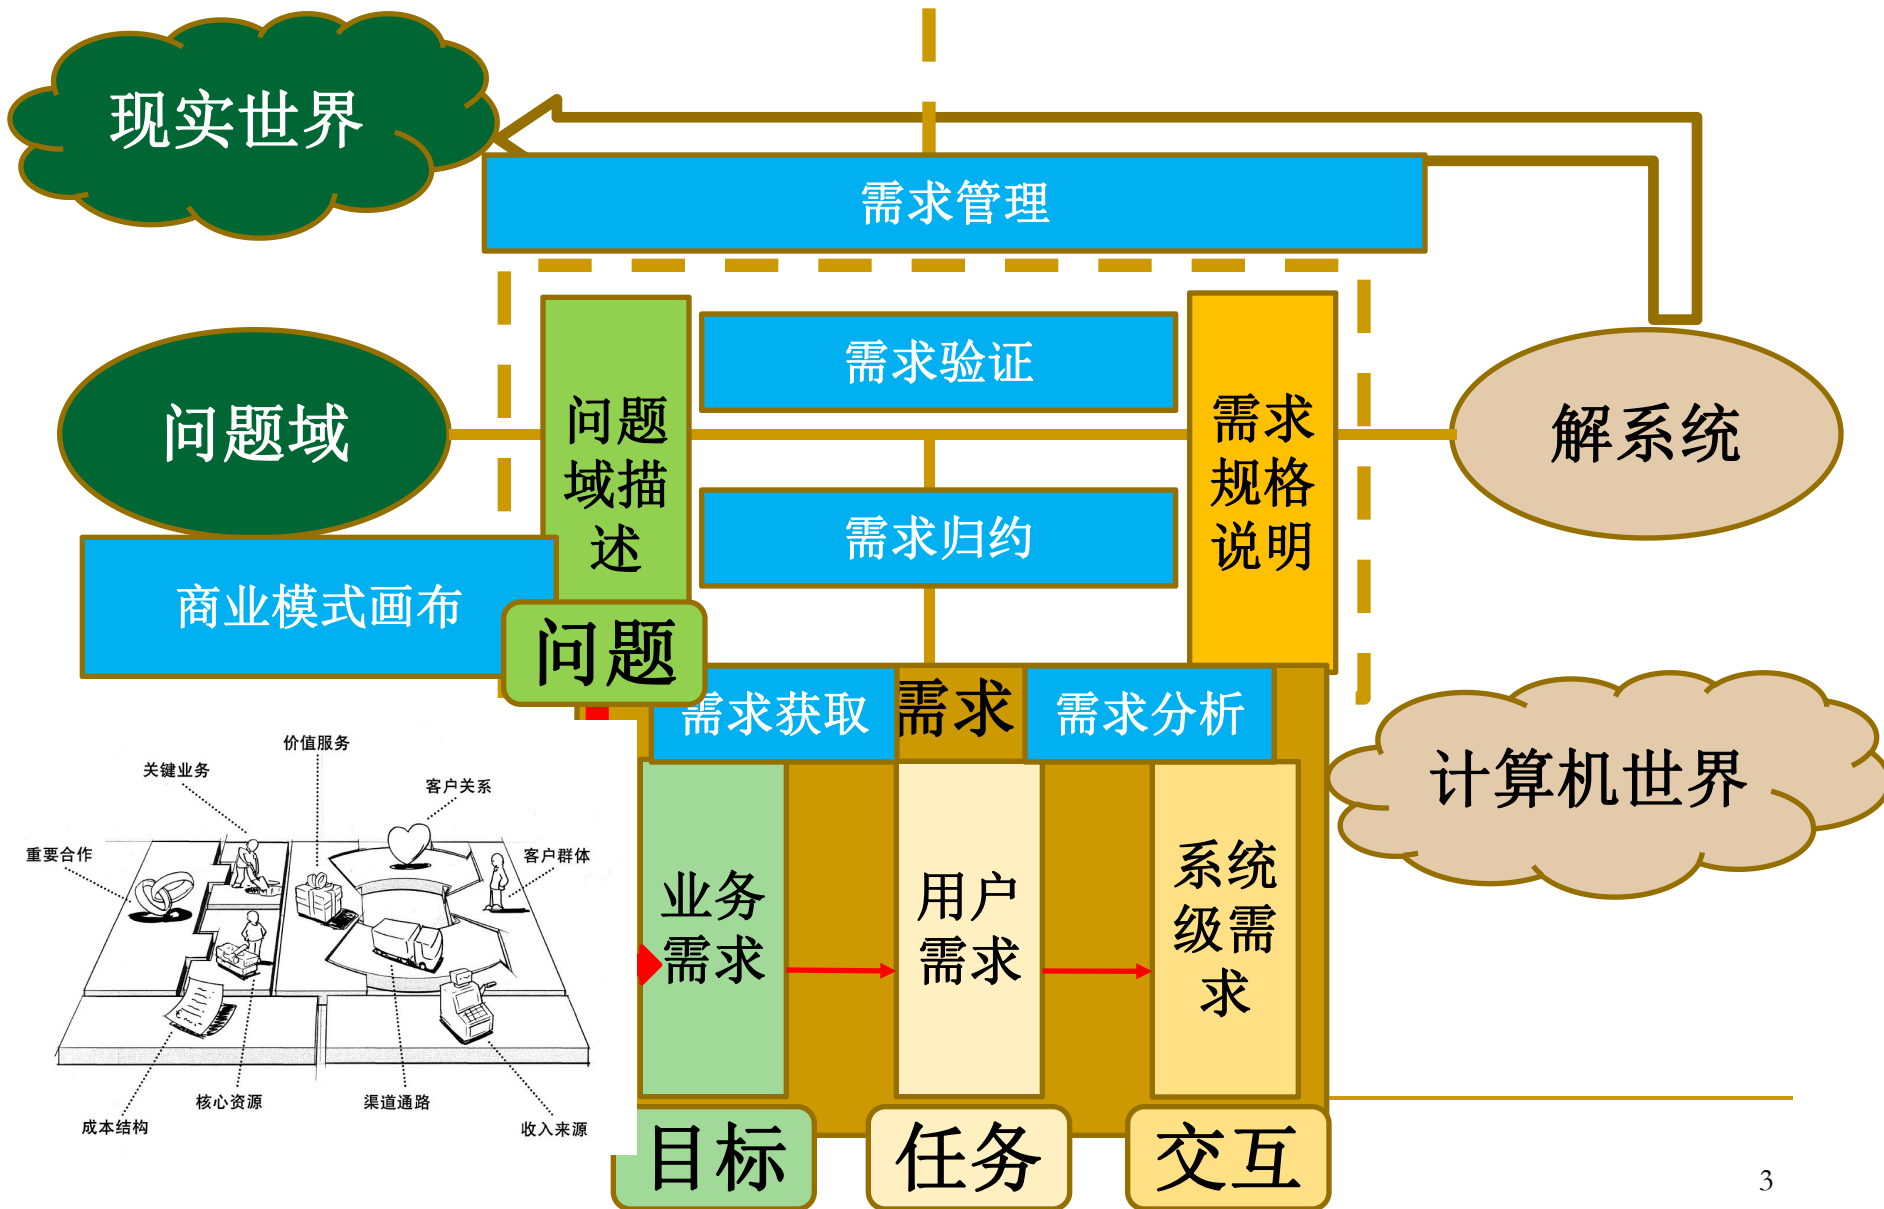 现实世界
需求管理
需求验证
问题域
问题
域描
述
需求
规格
说明
解系统
需求归约
商业模式画布
问题
需求获取
需求
需求分析
计算机世界
价值服务
关键业务
客户关系
重要合作
客户群体
核心资源
渠道通路
成本结构
收入来源
业务
需求
用户
需求
系统
级需
求
目标
任务
交互
3